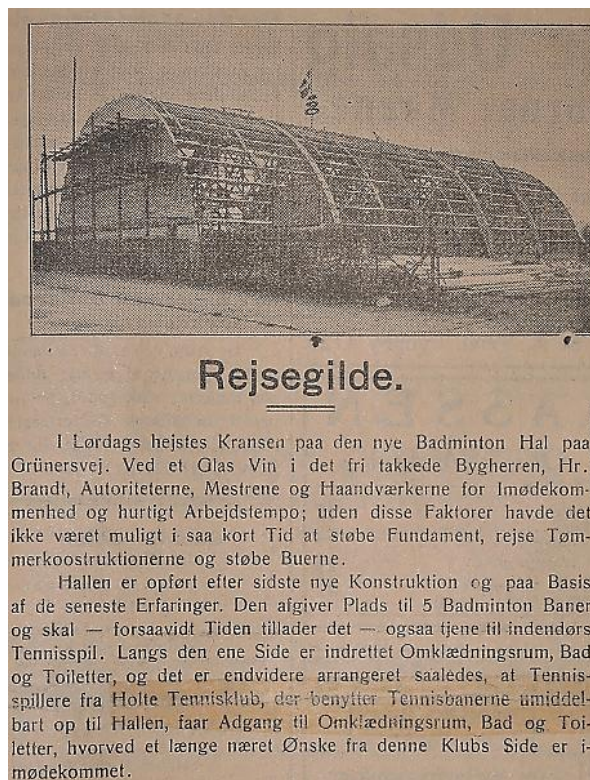 Rejsegilde.
I Lørdags hejstes Kransen paa den nye Badminton Hal paa
Grünersvej. Ved et Glas Vin i det fri takkede Bygherren, Hr.
Brandt, Autoriteterne, Mestrene og Haandværkerne for Imødekom-
menhed og hurtigt Arbejdstempo; uden disse Faktorer havde det
ikke været muligt i saa kort Tid at støbe Fundament, rejse Tøm-
merkoostruktionerne og støbe Buerne.
Hallen er opført efter sidste nye Konstruktion og paa Basis
af de seneste Erfaringer. Den afgiver Plads til 5 Badminton Baner
og skal — forsaavidt Tiden tillader det — ogsaa tjene til indendørs
Tennisspil. Langs den ene Side er indrettet Omklædningsrum, Bad
og Toiletter, og det er endvidere arrangeret saaledes, at Tennis-
spillere fra Holte Tennisklub, der benytter Tennisbanerne umiddel-
bart op til Hallen, faar Adgang til Omklædningsrum, Bad og Toi-
letter, hvorved et længe næret Ønske fra denne Klubs Side er i-
mødekommet.